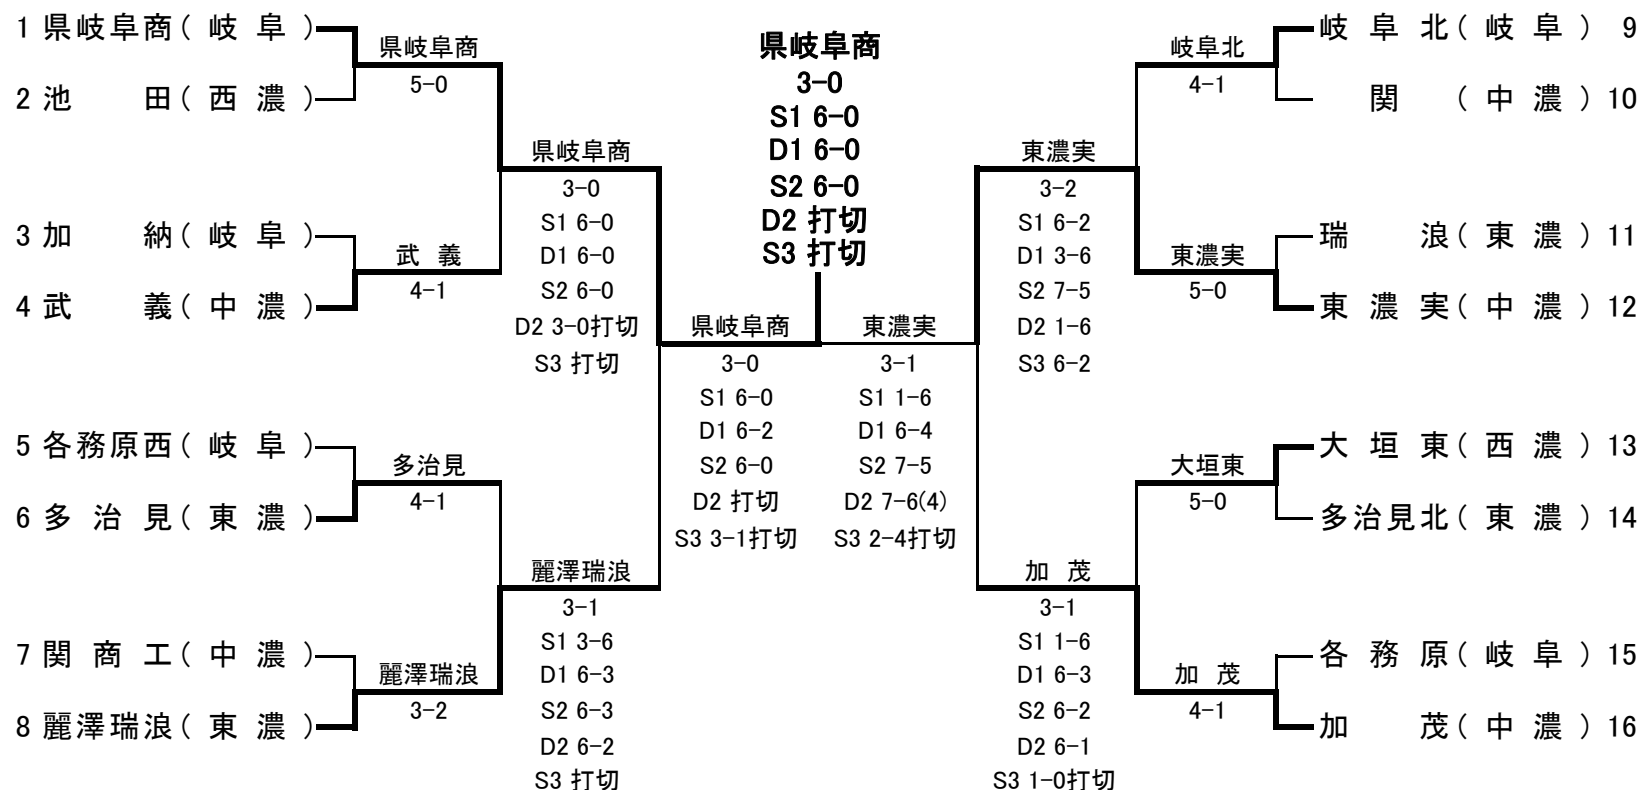 1 県岐阜商(岐阜)
2 池田(西濃)
3 加納(岐阜)
4 武義(中濃)
5 各務原西(岐阜)
6 多治見(東濃)
7 関商工(中濃)
8 麗澤瑞浪(東濃)
県岐阜商
5-0
武義
4-1
多治見
4-1
麗澤瑞浪
3-2
県岐阜商
3-0
S1 6-0
D1 6-0
S2 6-0
D2 3-0打切
S3 打切
麗澤瑞浪
3-1
S1 3-6
D1 6-3
S2 6-3
D2 6-2
S3 打切
県岐阜商
3-0
S1 6-0
D1 6-2
S2 6-0
D2 打切
S3 3-1打切
県岐阜商
3-0
S1 6-0
D1 6-0
S2 6-0
D2 打切
S3 打切
東濃実
3-1
S1 1-6
D1 6-4
S2 7-5
D2 7-6(4)
S3 2-4打切
東濃実
3-2
S1 6-2
D1 3-6
S2 7-5
D2 1-6
S3 6-2
加茂
3-1
S1 1-6
D1 6-3
S2 6-2
D2 6-1
S3 1-0打切
岐阜北
4-1
東濃実
5-0
大垣東
5-0
加茂
4-1
岐阜北(岐阜) 9
関(中濃) 10
瑞浪(東濃) 11
東濃実(中濃) 12
大垣東(西濃) 13
多治見北(東濃) 14
各務原(岐阜) 15
加茂(中濃) 16